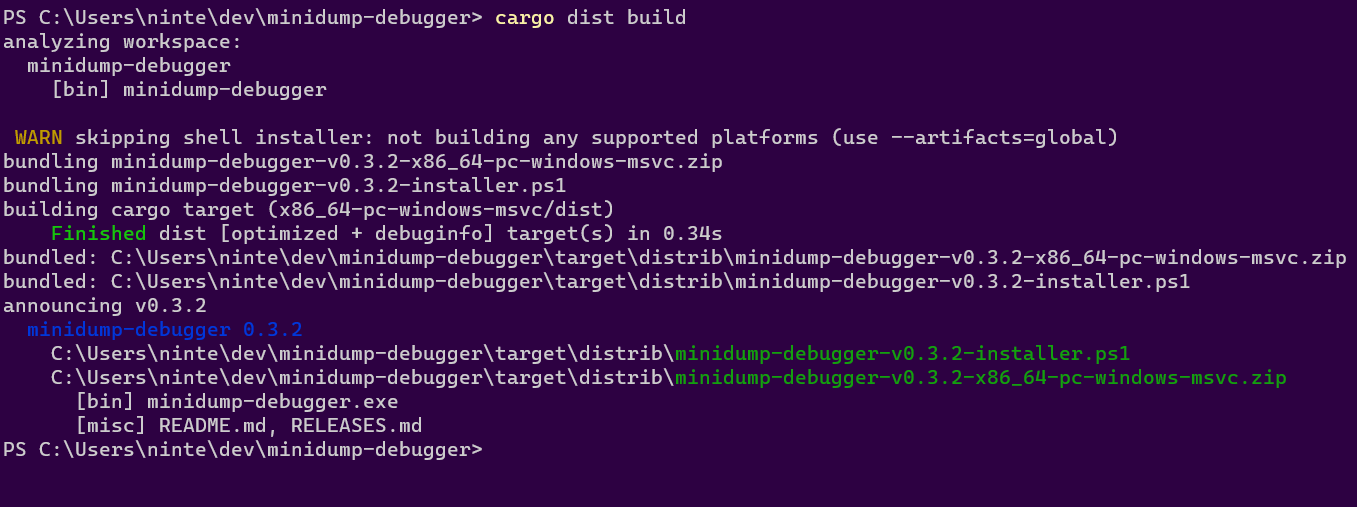 PS C:\Users\ninte\dev\minidump-debugger> cargo dist build
analyzing workspace:
  minidump-debugger
    [bin] minidump-debugger

 WARN skipping shell installer: not building any supported platforms (use --artifacts=global)
bundling minidump-debugger-v0.3.2-x86_64-pc-windows-msvc.zip
bundling minidump-debugger-v0.3.2-installer.ps1
building cargo target (x86_64-pc-windows-msvc/dist)
    Finished dist [optimized + debuginfo] target(s) in 0.34s
bundled: C:\Users\ninte\dev\minidump-debugger\target\distrib\minidump-debugger-v0.3.2-x86_64-pc-windows-msvc.zip
bundled: C:\Users\ninte\dev\minidump-debugger\target\distrib\minidump-debugger-v0.3.2-installer.ps1
announcing v0.3.2
  minidump-debugger 0.3.2
    C:\Users\ninte\dev\minidump-debugger\target\distrib\minidump-debugger-v0.3.2-installer.ps1
    C:\Users\ninte\dev\minidump-debugger\target\distrib\minidump-debugger-v0.3.2-x86_64-pc-windows-msvc.zip
      [bin] minidump-debugger.exe
      [misc] README.md, RELEASES.md
PS C:\Users\ninte\dev\minidump-debugger>